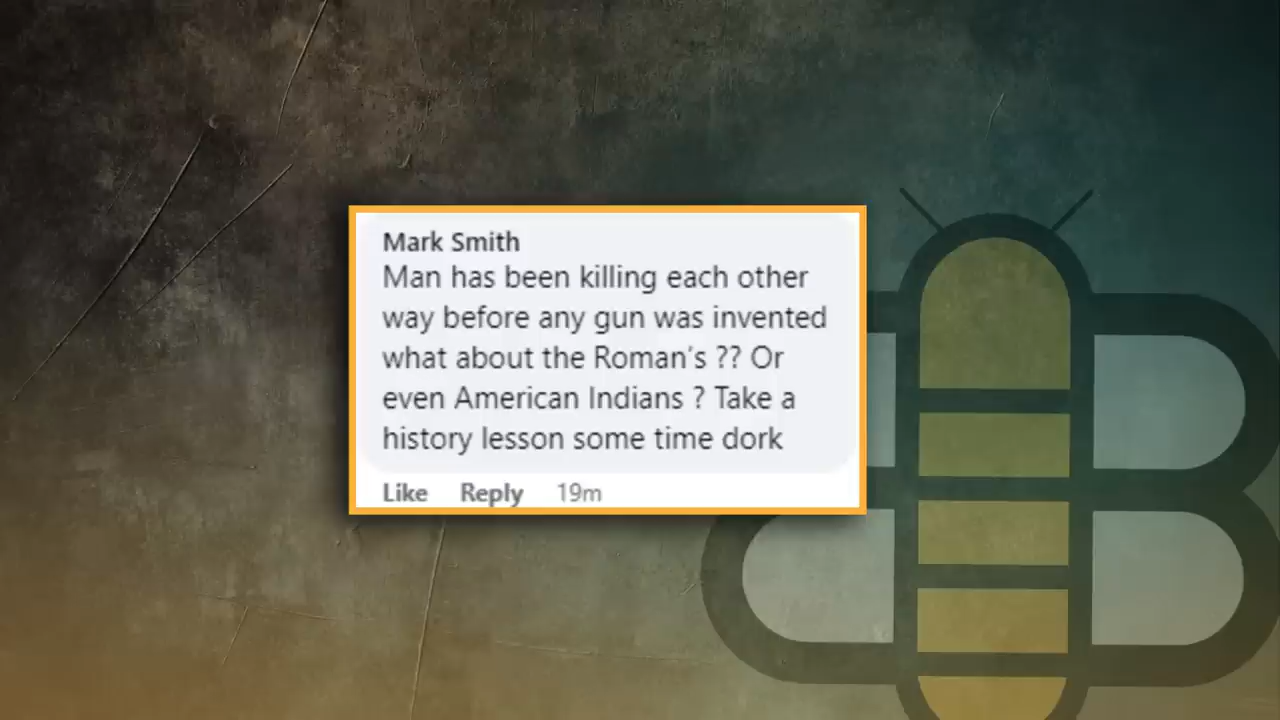 Mark Smith
Man has been killing each other
way before any gun was invented
what about the Roman's ?? Or
even American Indians ? Take a
history lesson some time dork
Like Reply 19m